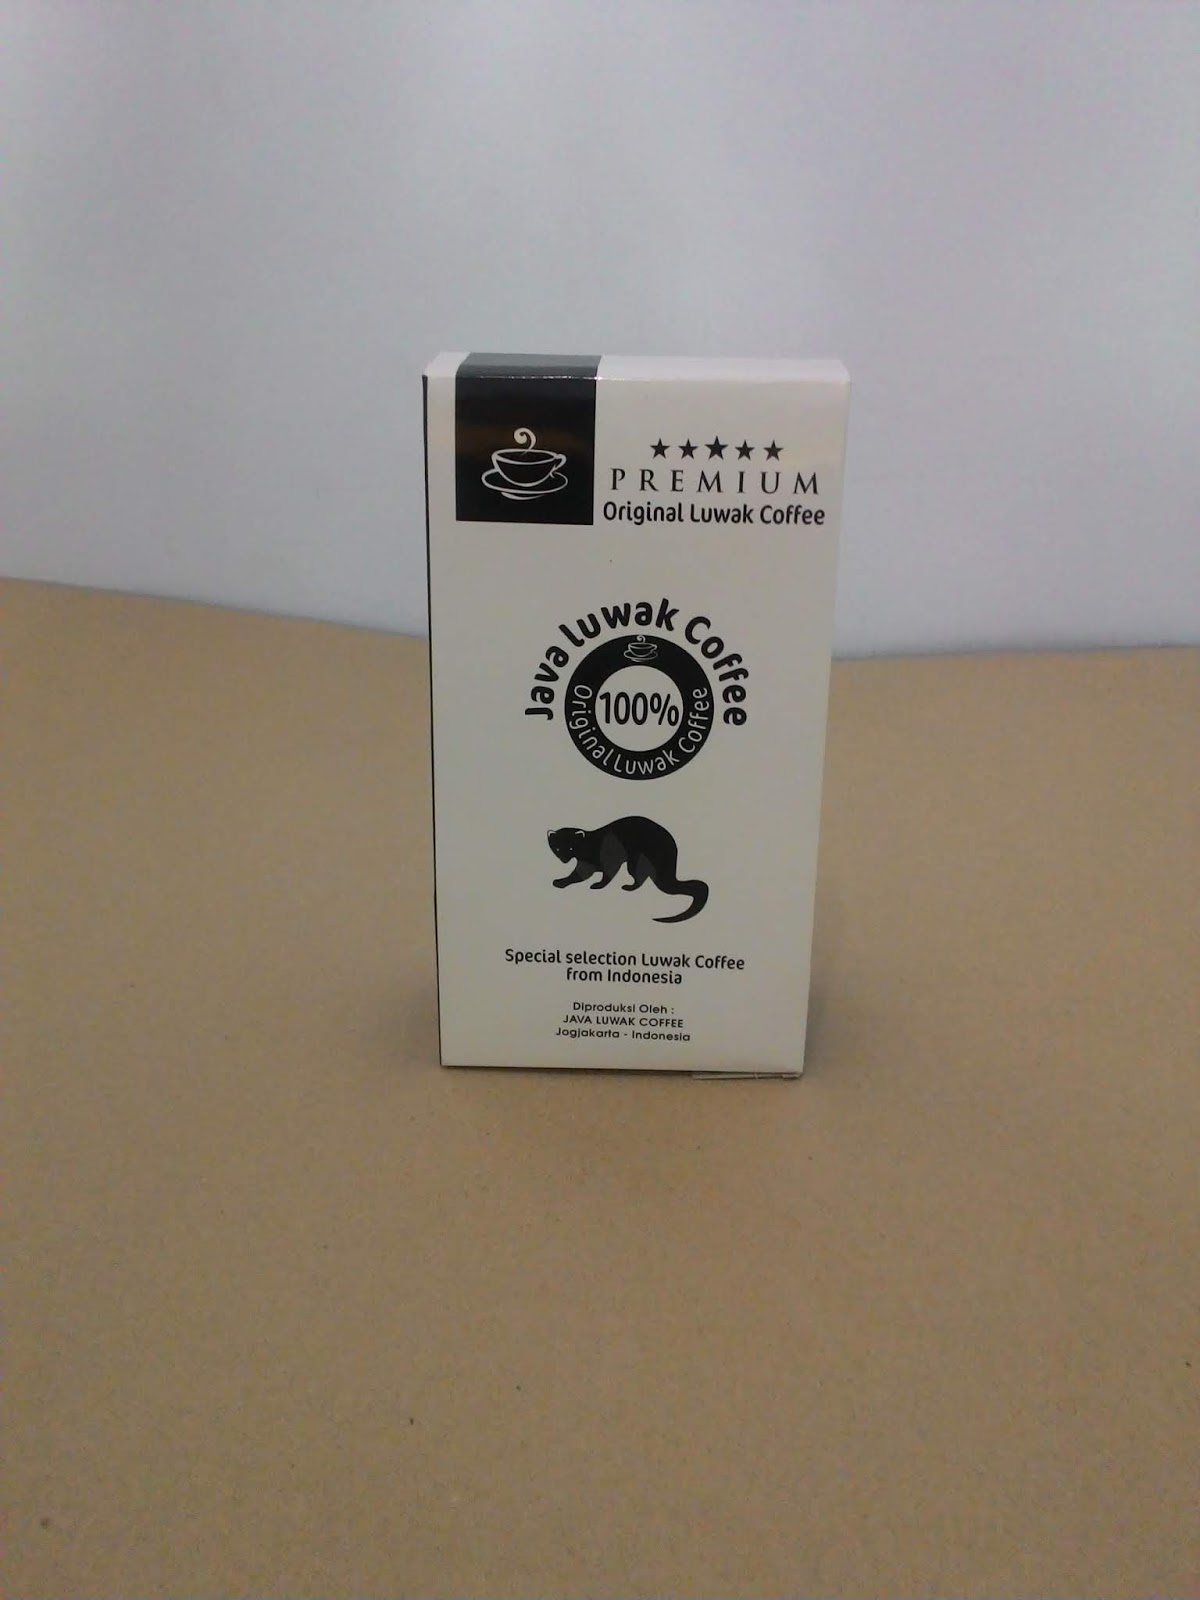 PREMIUM
Original Luwak Coffee
Java luwak Coffee
100%
Original Luwak Coffee
Special selection Luwak Coffee
from Indonesia
Diproduksi Oleh :
JAVA LUWAK COFFEE
Jogjakarta - Indonesia